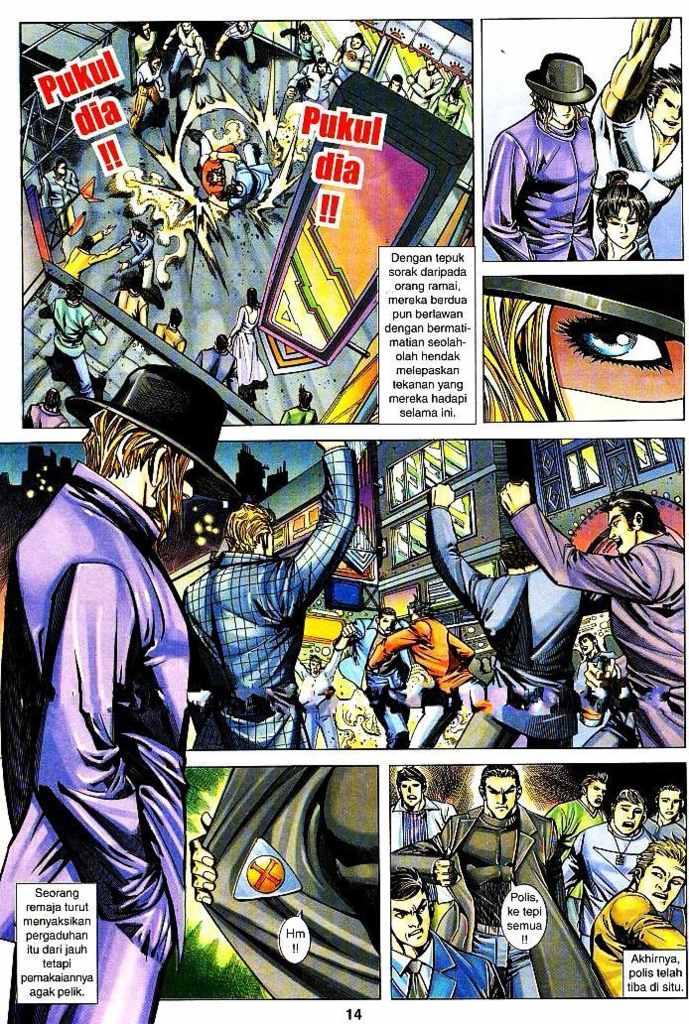 Pukul
dia
!!
Pukul
dia
!!
Dengan tepuk
sorak daripada
orang ramai,
mereka berdua
pun berlawan
dengan bermati-
matian seolah-
olah hendak
melepaskan
tekanan yang
mereka hadapi
selama ini.
Seorang
remaja turut
menyaksikan
pergaduhan
itu dari jauh
tetapi
pemakaiannya
agak pelik.
Hm
!!
Polis,
ke tepi
semua
!!
Akhirnya,
polis telah
tiba di situ.
14